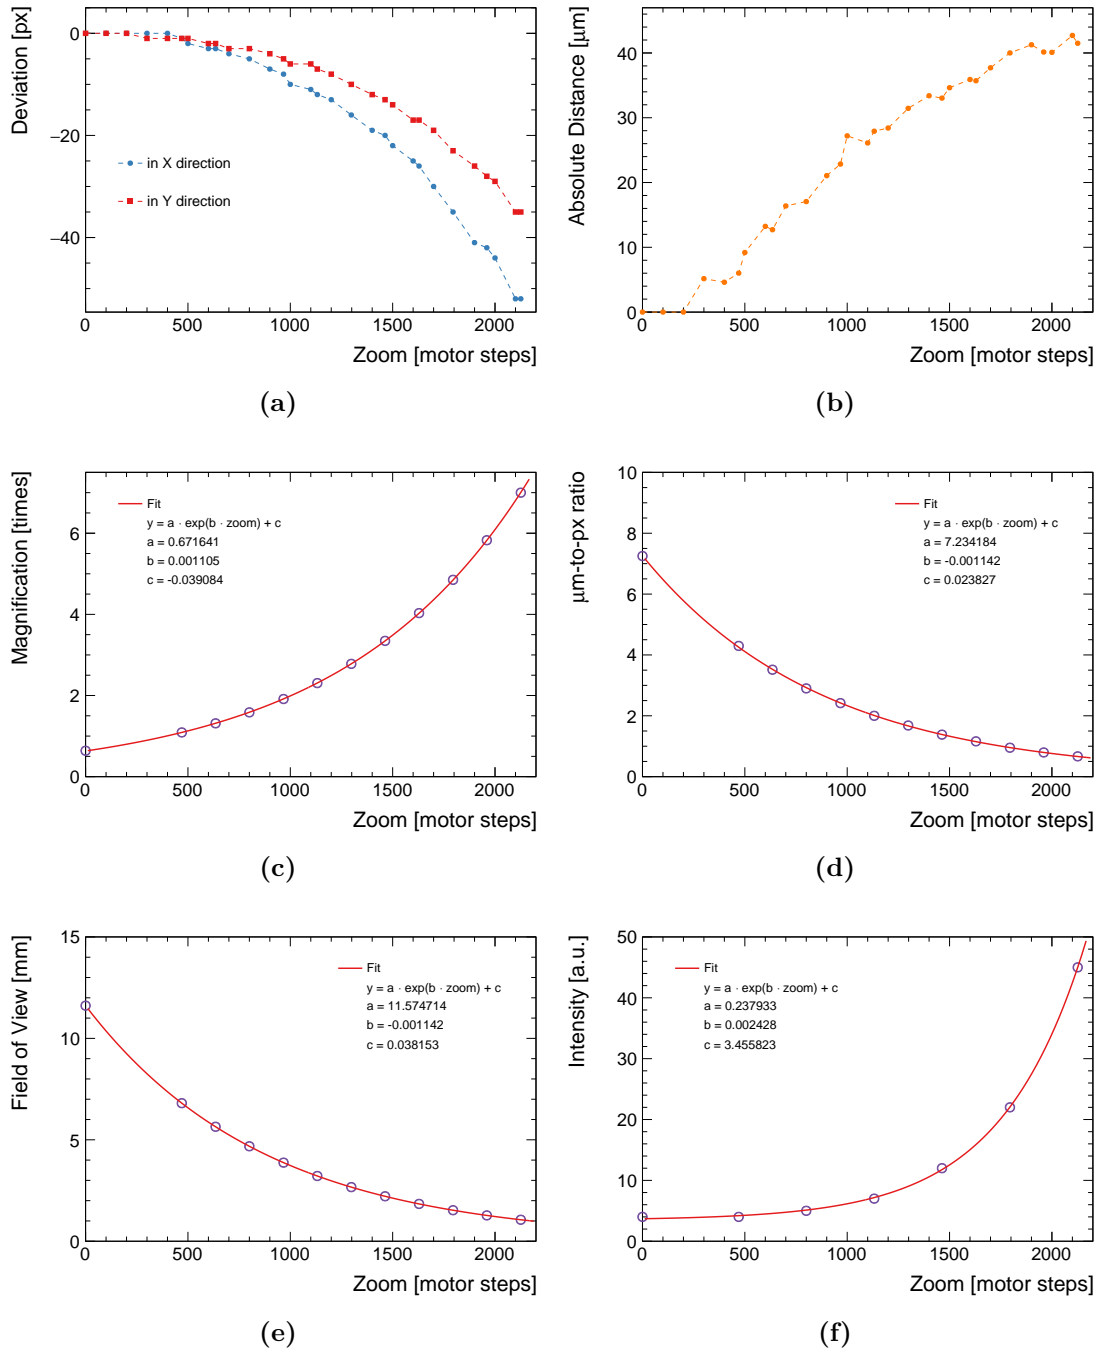 Deviation [px]
0
−20
−40
in X direction
in Y direction
0 500 1000 1500 2000
Zoom [motor steps]
(a)
Absolute Distance [μm]
40
30
20
10
0
0 500 1000 1500 2000
Zoom [motor steps]
(b)
Magnification [times]
6
4
2
0
Fit
y = a · exp(b · zoom) + c
a = 0.671641
b = 0.001105
c = -0.039084
0 500 1000 1500 2000
Zoom [motor steps]
(c)
μm-to-px ratio
10
8
6
4
2
0
Fit
y = a · exp(b · zoom) + c
a = 7.234184
b = -0.001142
c = 0.023827
0 500 1000 1500 2000
Zoom [motor steps]
(d)
Field of View [mm]
15
10
5
0
Fit
y = a · exp(b · zoom) + c
a = 11.574714
b = -0.001142
c = 0.038153
0 500 1000 1500 2000
Zoom [motor steps]
(e)
Intensity [a.u.]
50
40
30
20
10
0
Fit
y = a · exp(b · zoom) + c
a = 0.237933
b = 0.002428
c = 3.455823
0 500 1000 1500 2000
Zoom [motor steps]
(f)